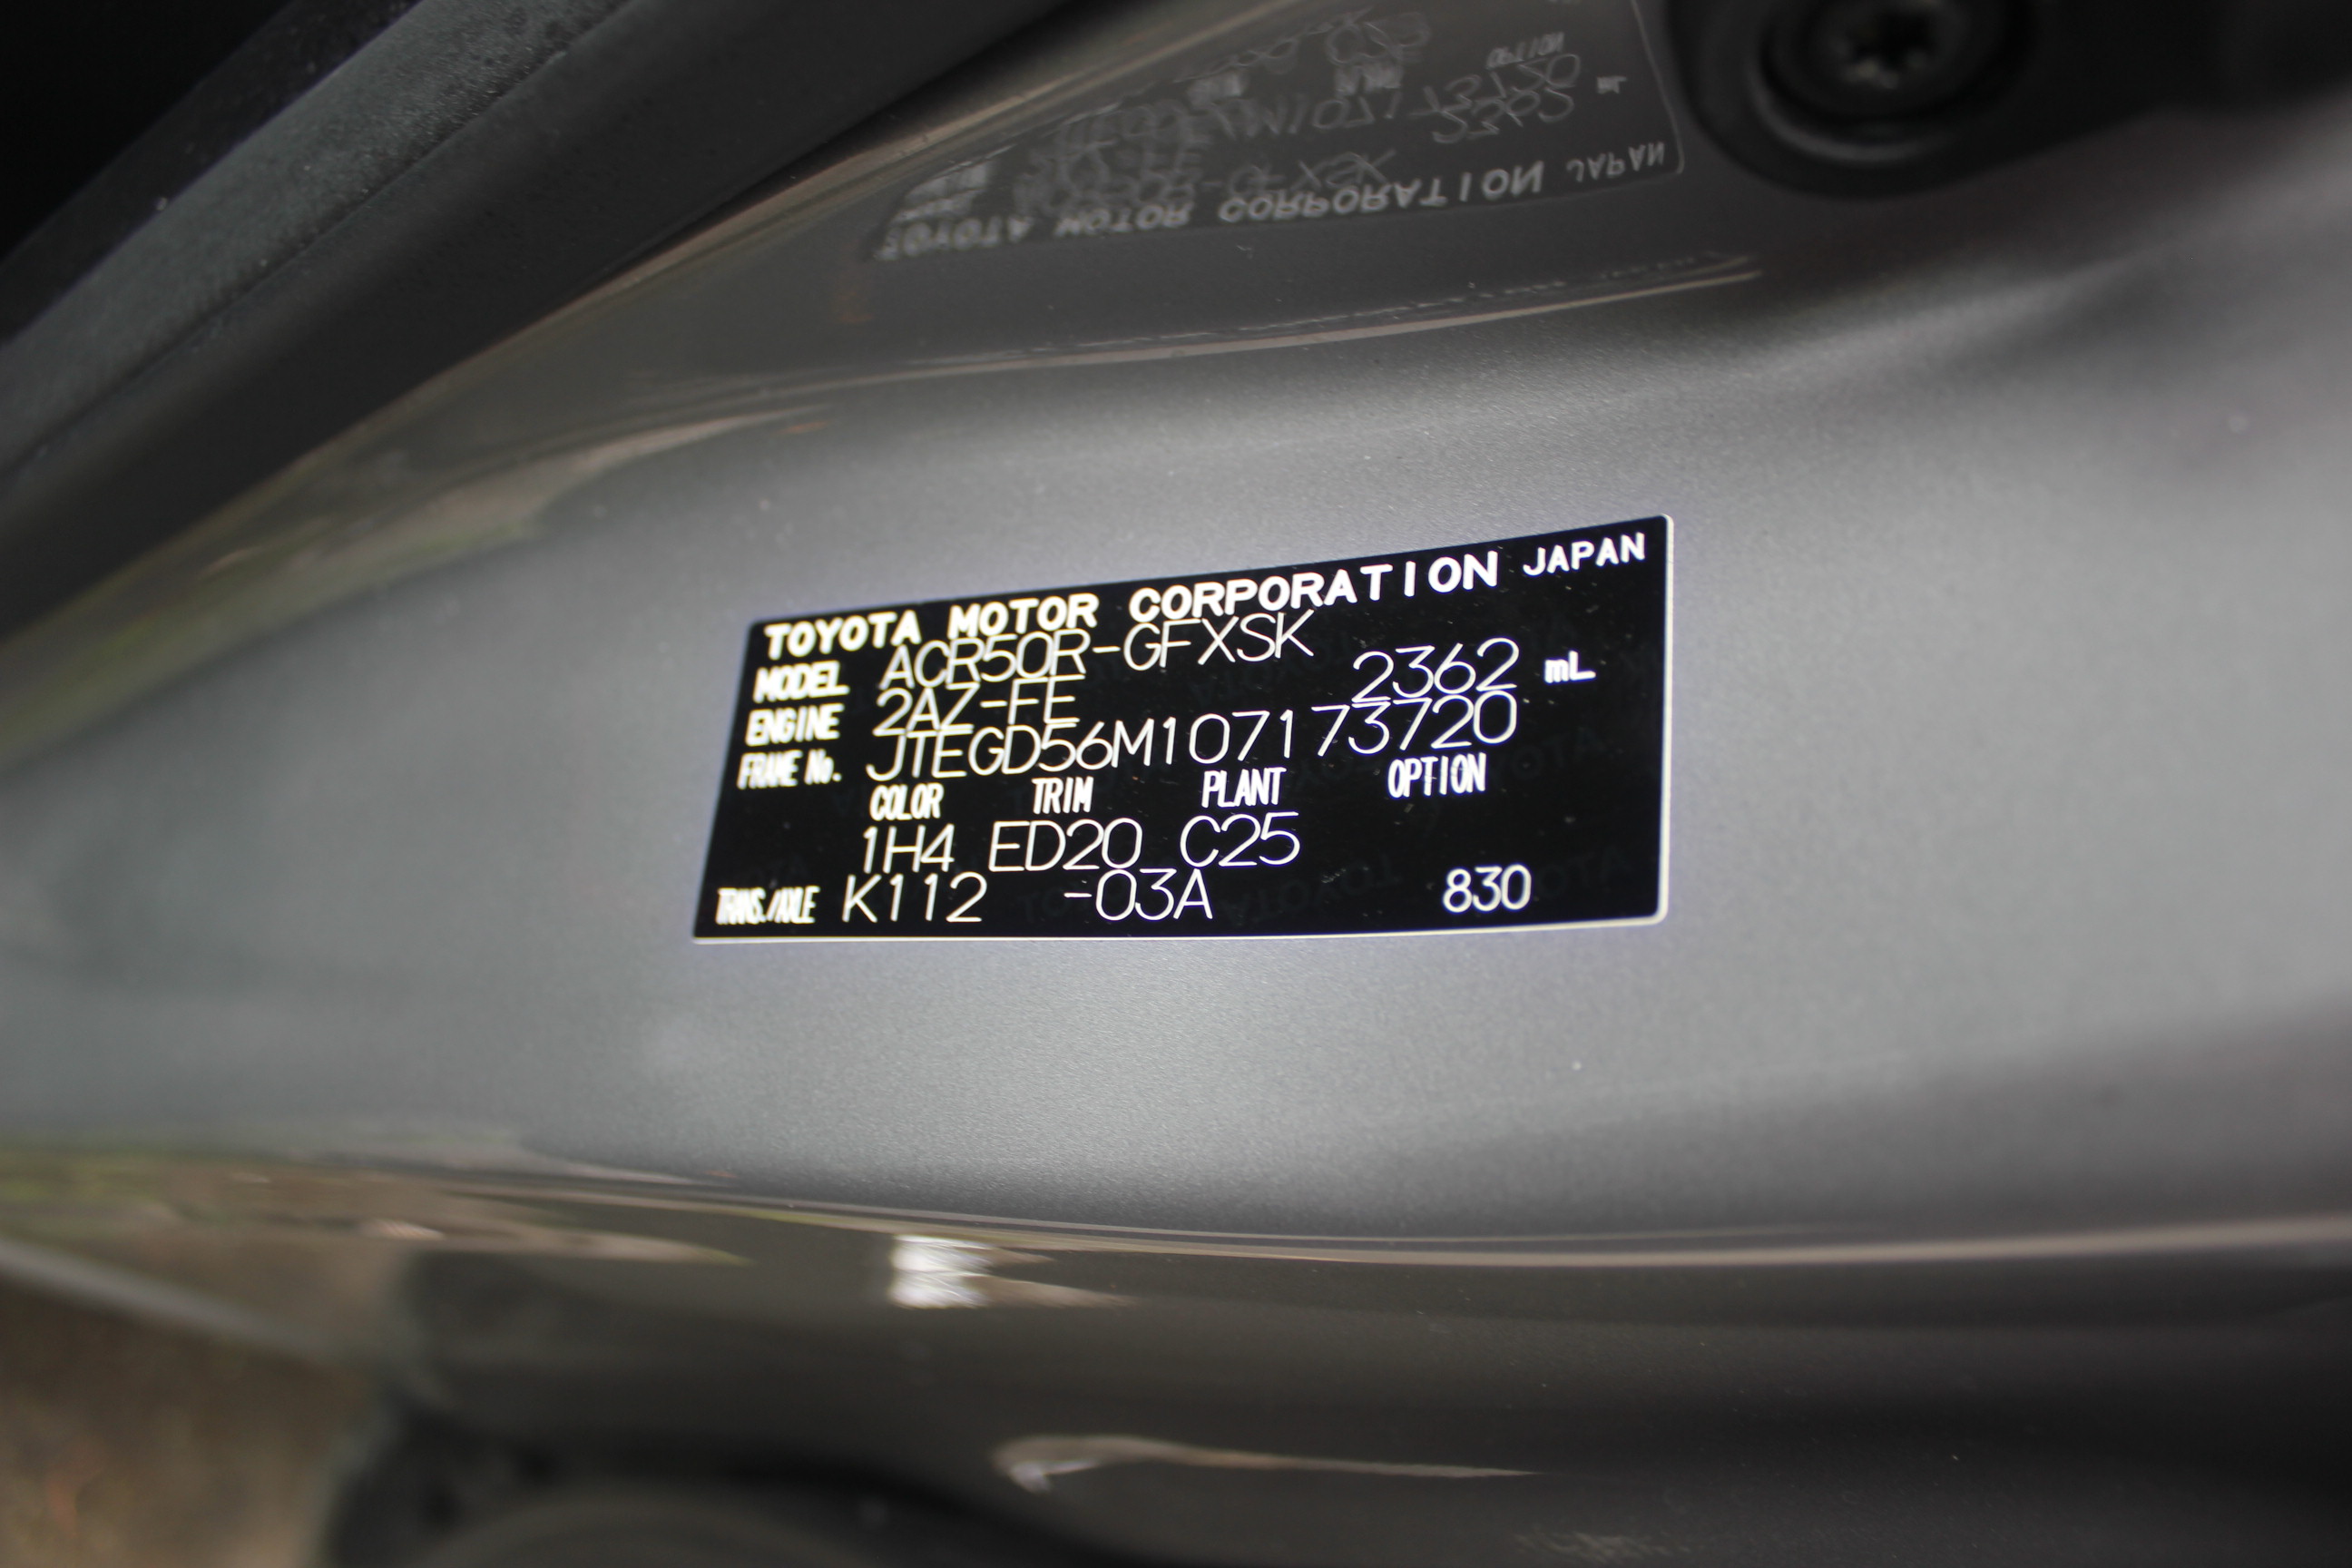 TOYOTA MOTOR CORPORATION JAPAN
MODEL ACR50R-GFXSK
ENGINE 2AZ-FE 2362 mL
FRAME No. JTEGD56M107173720
COLOR TRIM PLANT OPTION
1H4 ED20 C25
TRANS./AXLE K112 -03A 830